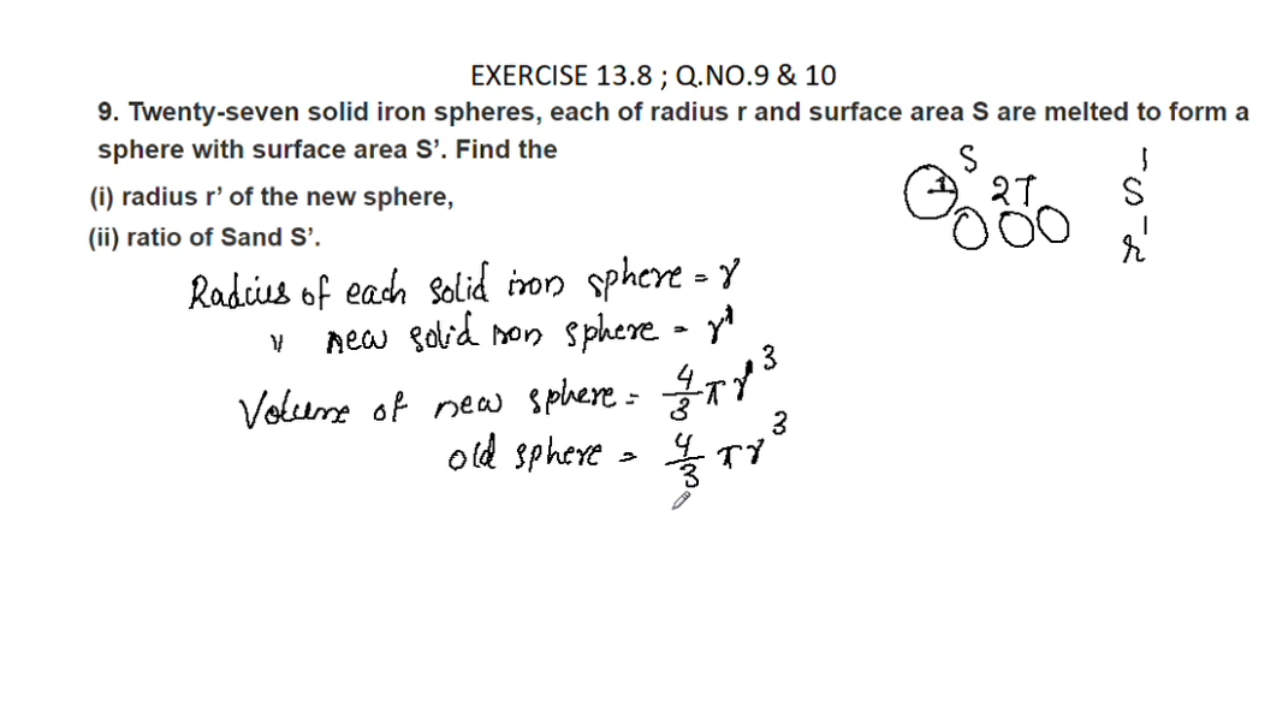 EXERCISE 13.8 ; Q.NO.9 & 10
9. Twenty-seven solid iron spheres, each of radius r and surface area S are melted to form a
sphere with surface area S’. Find the
(i) radius r’ of the new sphere,
(ii) ratio of Sand S’.
S
1 27
S'
r'
Radius of each solid iron sphere = r
" new solid iron sphere = r'
Volume of new sphere = 4/3 πr'³
old sphere = 4/3 πr³